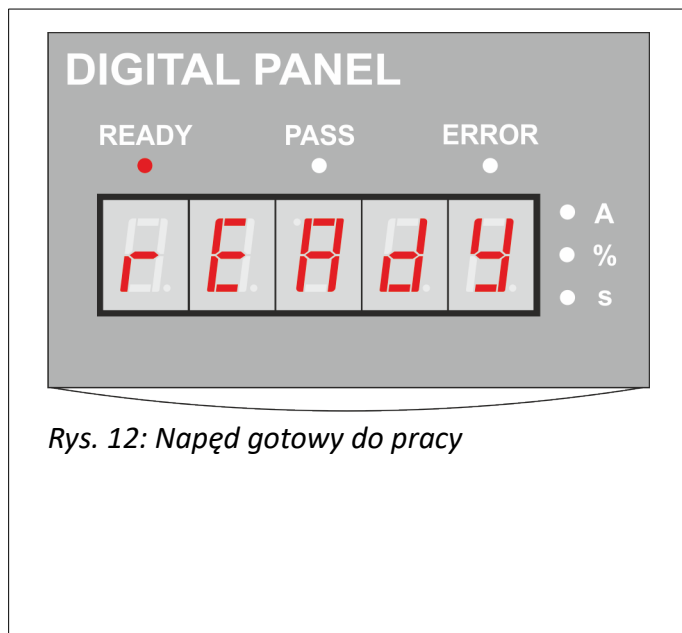 DIGITAL PANEL
READY PASS ERROR
rEAdY
A
%
s
Rys. 12: Napęd gotowy do pracy